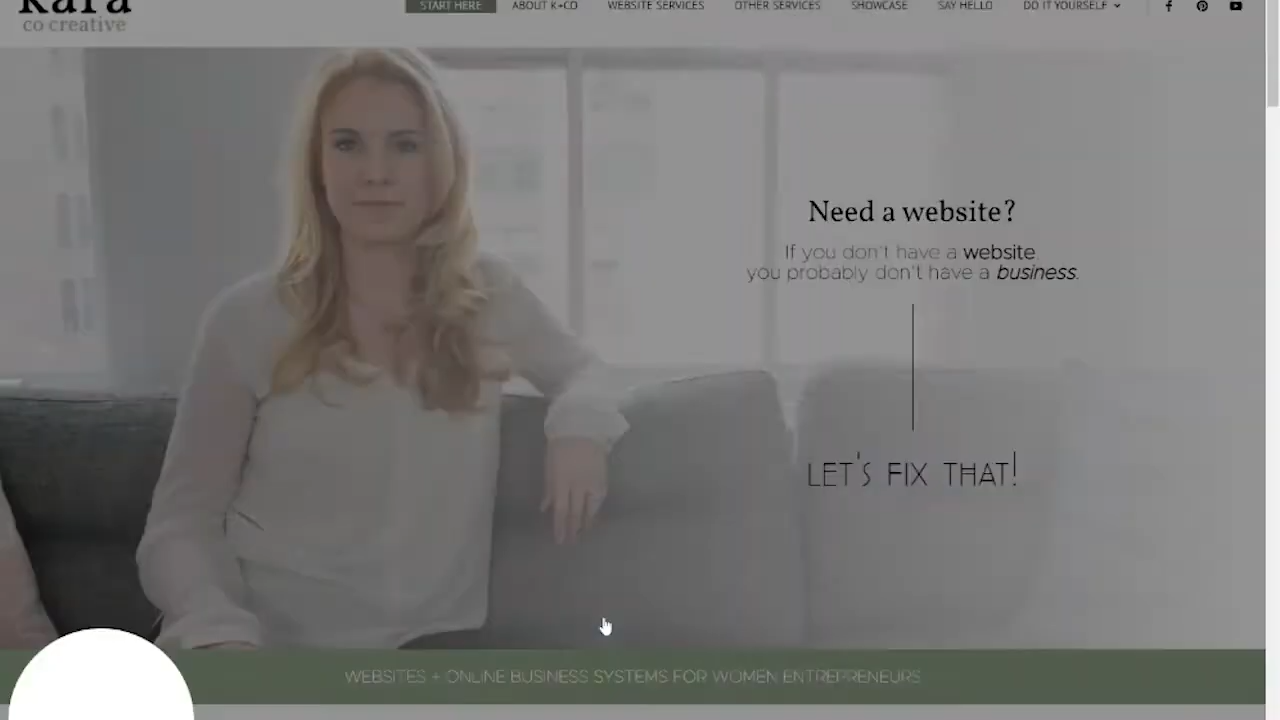 kara
co creative
START HERE ABOUT K+CO WEBSITE SERVICES OTHER SERVICES SHOWCASE SAY HELLO DO IT YOURSELF
Need a website?
If you don't have a website,
you probably don't have a business.
LET'S FIX THAT!
WEBSITES + ONLINE BUSINESS SYSTEMS FOR WOMEN ENTREPRENEURS